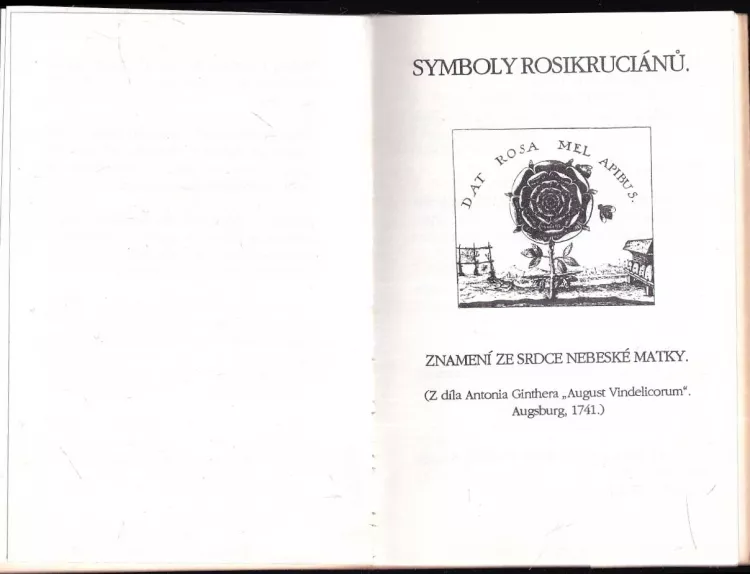 SYMBOLY ROSIKRUCIÁNŮ.
DAT ROSA MEL APIBUS.
ZNAMENÍ ZE SRDCE NEBESKÉ MATKY.
(Z díla Antonia Ginthera „August Vindelicorum“.
Augsburg, 1741.)